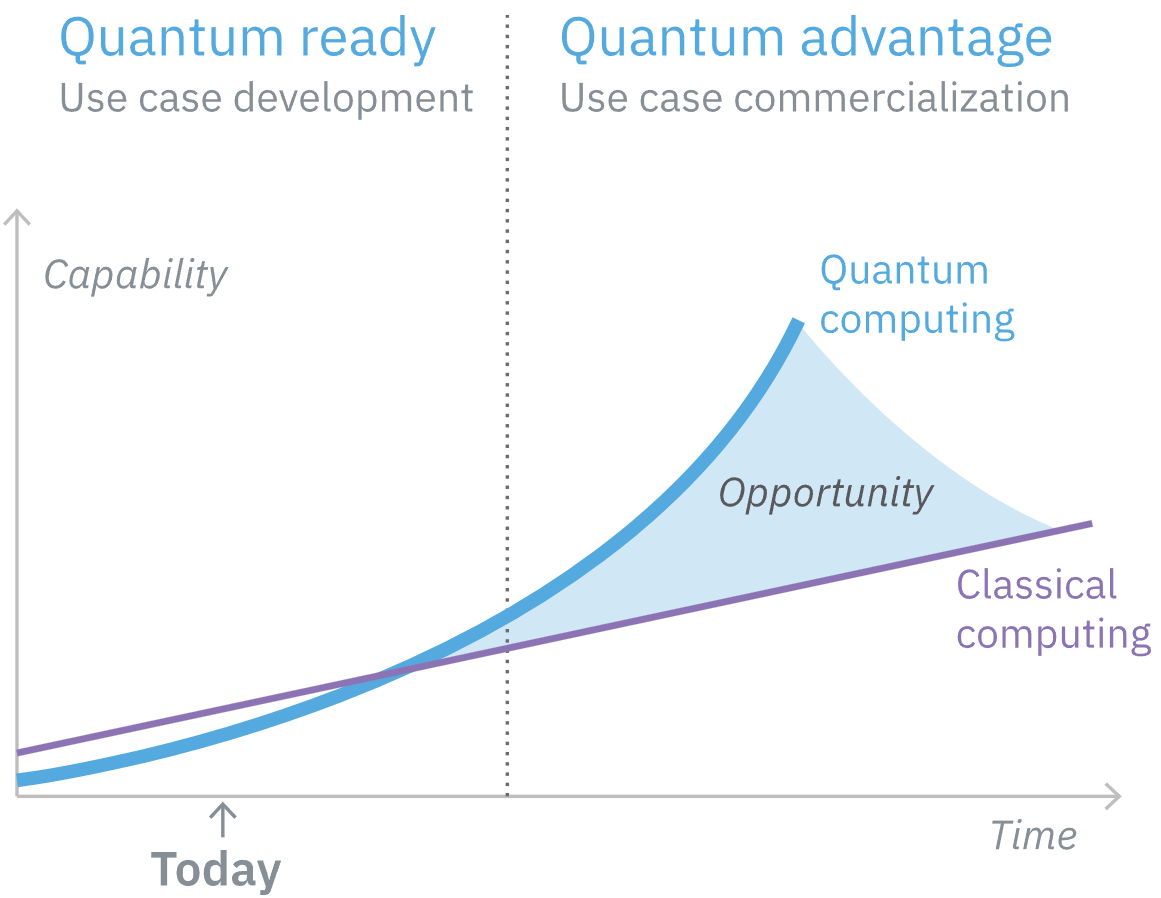 Quantum ready
Use case development
Quantum advantage
Use case commercialization
Capability
Quantum
computing
Opportunity
Classical
computing
Time
Today